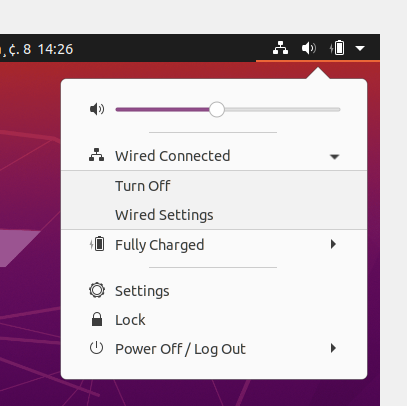 ¢. 8 14:26
Wired Connected
Turn Off
Wired Settings
Fully Charged
Settings
Lock
Power Off / Log Out